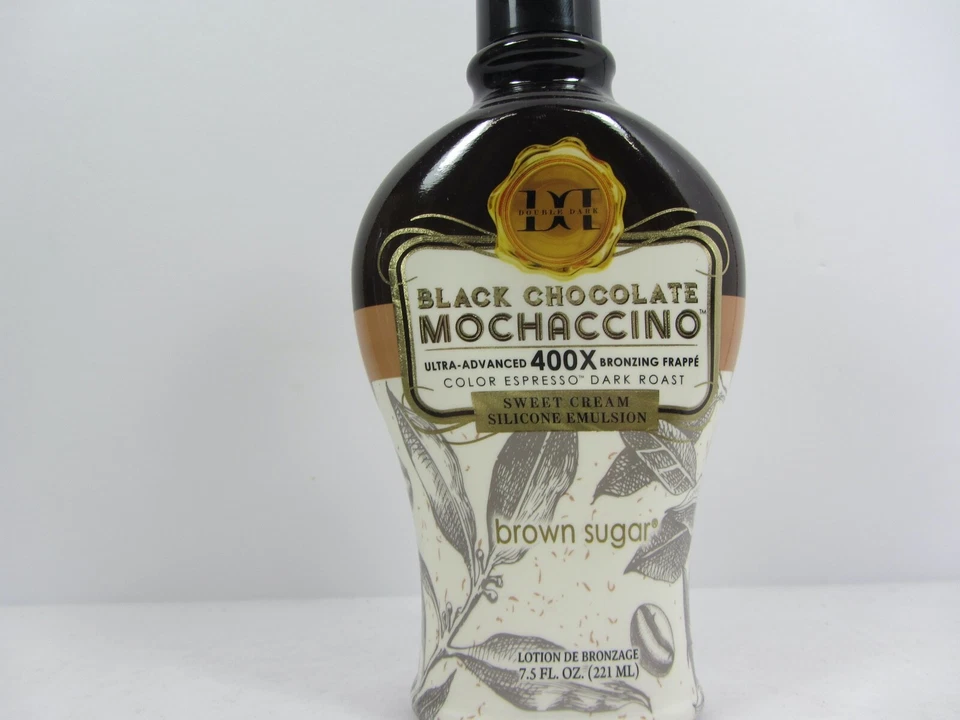 DOUBLE DARK
BLACK CHOCOLATE
MOCHACCINO™
ULTRA-ADVANCED 400X BRONZING FRAPPÉ
COLOR ESPRESSO™ DARK ROAST
SWEET CREAM
SILICONE EMULSION
brown sugar®
LOTION DE BRONZAGE
7.5 FL. OZ. (221 ML)